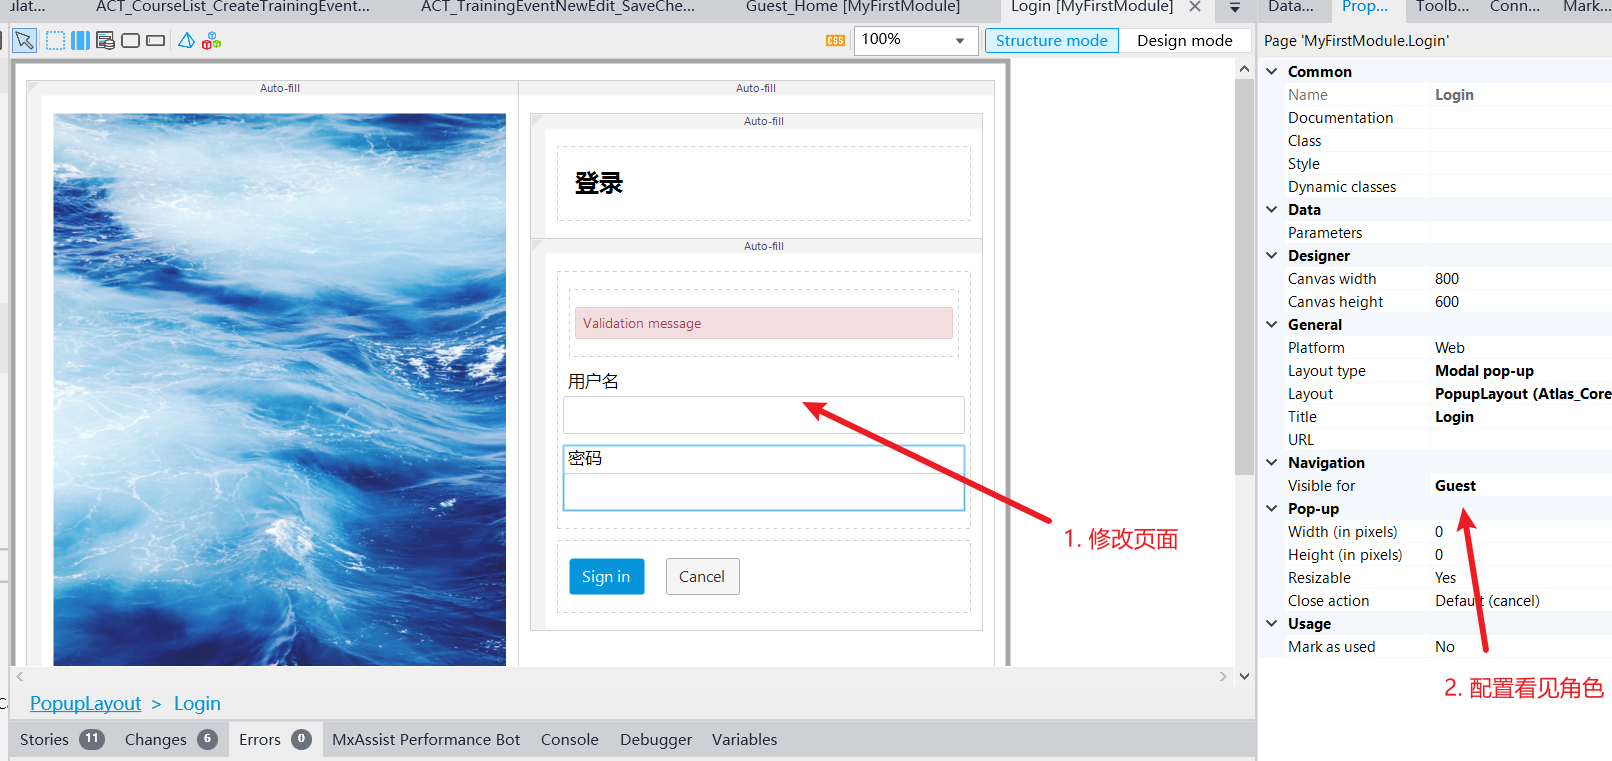 ulat...
ACT_CourseList_CreateTrainingEvent...
ACT_TrainingEventNewEdit_SaveChe...
Guest_Home [MyFirstModule]
Login [MyFirstModule]
Data...
Prop...
Toolb...
Conn...
Mark...
CSS
100%
Structure mode
Design mode
Page 'MyFirstModule.Login'
Auto-fill
Auto-fill
Auto-fill
登录
Auto-fill
Validation message
用户名
密码
Sign in
Cancel
1. 修改页面
Common
Name Login
Documentation
Class
Style
Dynamic classes
Data
Parameters
Designer
Canvas width 800
Canvas height 600
General
Platform Web
Layout type Modal pop-up
Layout PopupLayout (Atlas_Core
Title Login
URL
Navigation
Visible for Guest
Pop-up
Width (in pixels) 0
Height (in pixels) 0
Resizable Yes
Close action Default (cancel)
Usage
Mark as used No
2. 配置看见角色
PopupLayout > Login
Stories 11
Changes 6
Errors 0
MxAssist Performance Bot
Console
Debugger
Variables